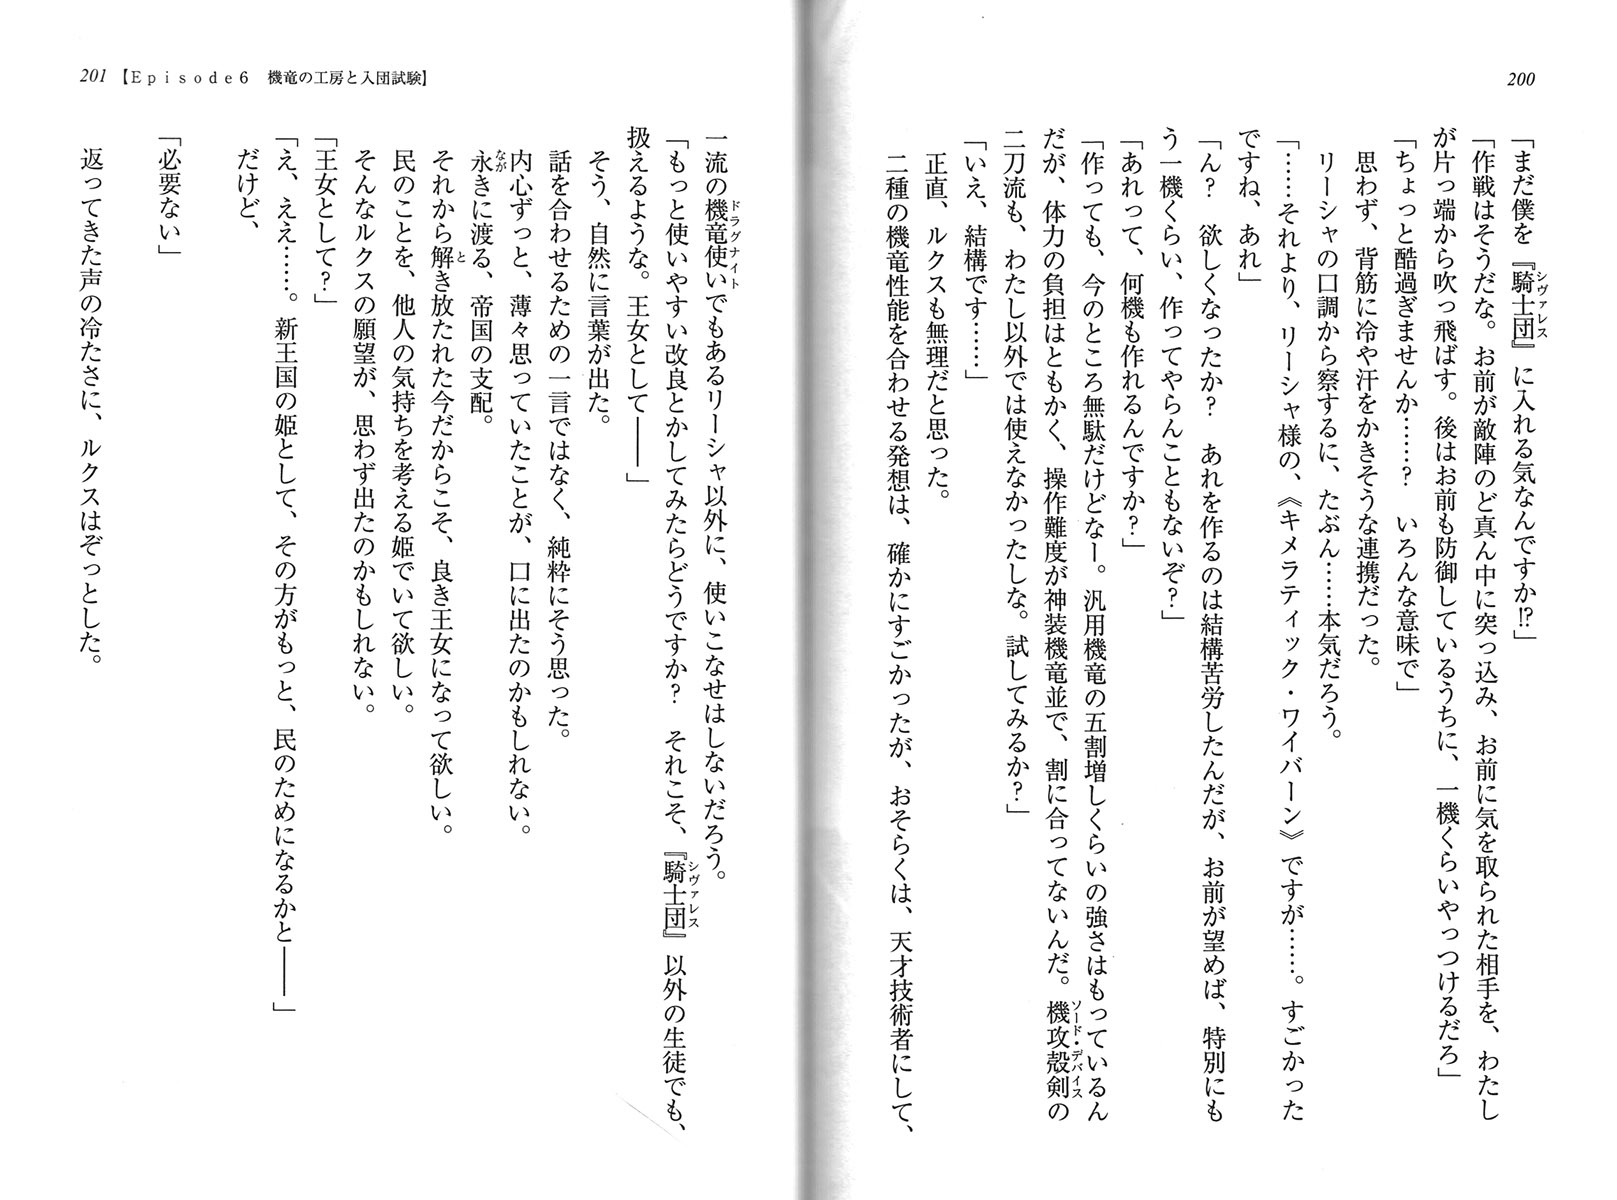 200
「まだ僕を『騎士団』に入れる気なんですか!?」
シヴァレス
「作戦はそうだな。お前が敵陣のど真ん中に突っ込み、お前に気を取られた相手を、わたし
が片っ端から吹っ飛ばす。後はお前も防御しているうちに、一機くらいやっつけるだろ」
「ちょっと酷過ぎませんか……？　いろんな意味で」
思わず、背筋に冷や汗をかきそうな連携だった。
リーシャの口調から察するに、たぶん……本気だろう。
「……それより、リーシャ様の、《キメラティック・ワイバーン》ですが……。すごかった
ですね、あれ」
「ん？　欲しくなったか？　あれを作るのは結構苦労したんだが、お前が望めば、特別にも
う一機くらい、作ってやらんこともないぞ？」
「あれって、何機も作れるんですか？」
「作っても、今のところ無駄だけどなー。汎用機竜の五割増しくらいの強さはもっているん
だが、体力の負担はともかく、操作難度が神装機竜並で、割に合ってないんだ。機攻殻剣の
ソード・デバイス
二刀流も、わたし以外では使えなかったしな。試してみるか？」
「いえ、結構です……」
正直、ルクスも無理だと思った。
二種の機竜性能を合わせる発想は、確かにすごかったが、おそらくは、天才技術者にして、
201【Episode6　機竜の工房と入団試験】
一流の機竜使いでもあるリーシャ以外に、使いこなせはしないだろう。
ドラグナイト
「もっと使いやすい改良とかしてみたらどうですか？　それこそ、『騎士団』以外の生徒でも、
シヴァレス
扱えるような。王女として——」
そう、自然に言葉が出た。
話を合わせるための一言ではなく、純粋にそう思った。
内心ずっと、薄々思っていたことが、口に出たのかもしれない。
永きに渡る、帝国の支配。
なが
それから解き放たれた今だからこそ、良き王女になって欲しい。
と
民のことを、他人の気持ちを考える姫でいて欲しい。
そんなルクスの願望が、思わず出たのかもしれない。
「王女として？」
「え、ええ……。新王国の姫として、その方がもっと、民のためになるかと——」
だけど、
「必要ない」
返ってきた声の冷たさに、ルクスはぞっとした。